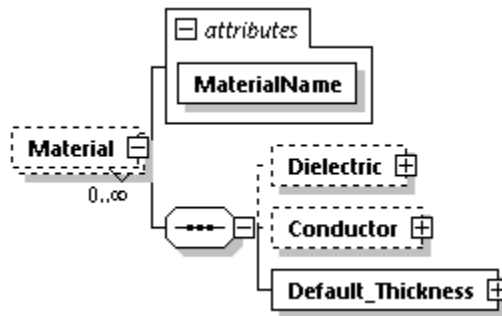 attributes
MaterialName
Material
0..∞
Dielectric
Conductor
Default_Thickness